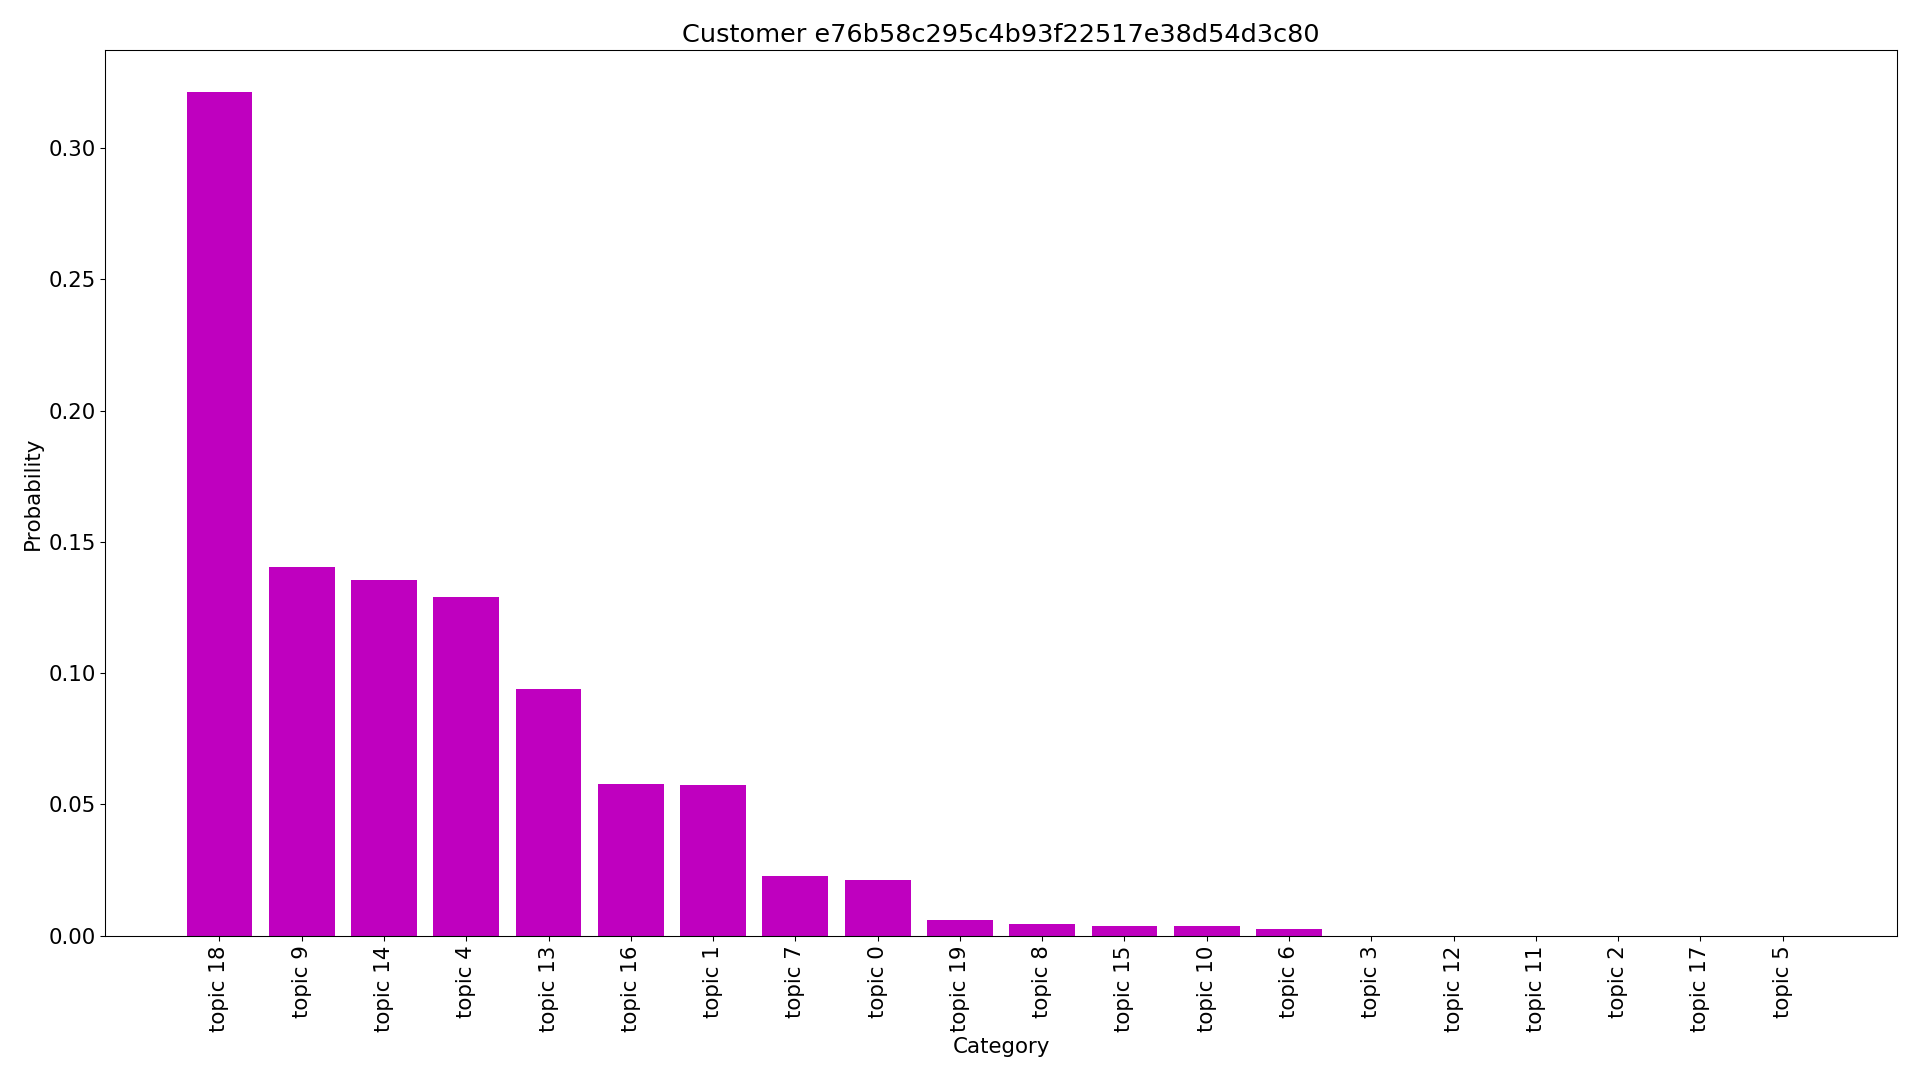 Customer e76b58c295c4b93f22517e38d54d3c80
Probability
0.30
0.25
0.20
0.15
0.10
0.05
0.00
topic 18
topic 9
topic 14
topic 4
topic 13
topic 16
topic 1
topic 7
topic 0
topic 19
topic 8
topic 15
topic 10
topic 6
topic 3
topic 12
topic 11
topic 2
topic 17
topic 5
Category